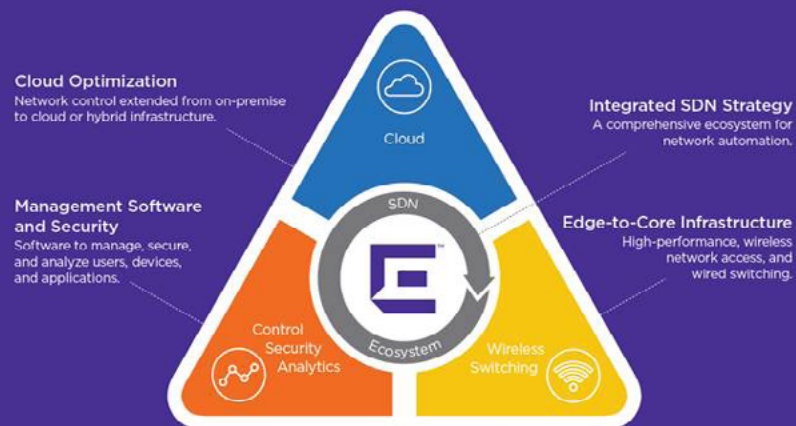 Cloud Optimization
Network control extended from on-premise
to cloud or hybrid infrastructure.
Management Software
and Security
Software to manage, secure,
and analyze users, devices,
and applications.
Cloud
SDN
Ecosystem
Control
Security
Analytics
Wireless
Switching
Integrated SDN Strategy
A comprehensive ecosystem for
network automation.
Edge-to-Core Infrastructure
High-performance, wireless
network access, and
wired switching.
E™